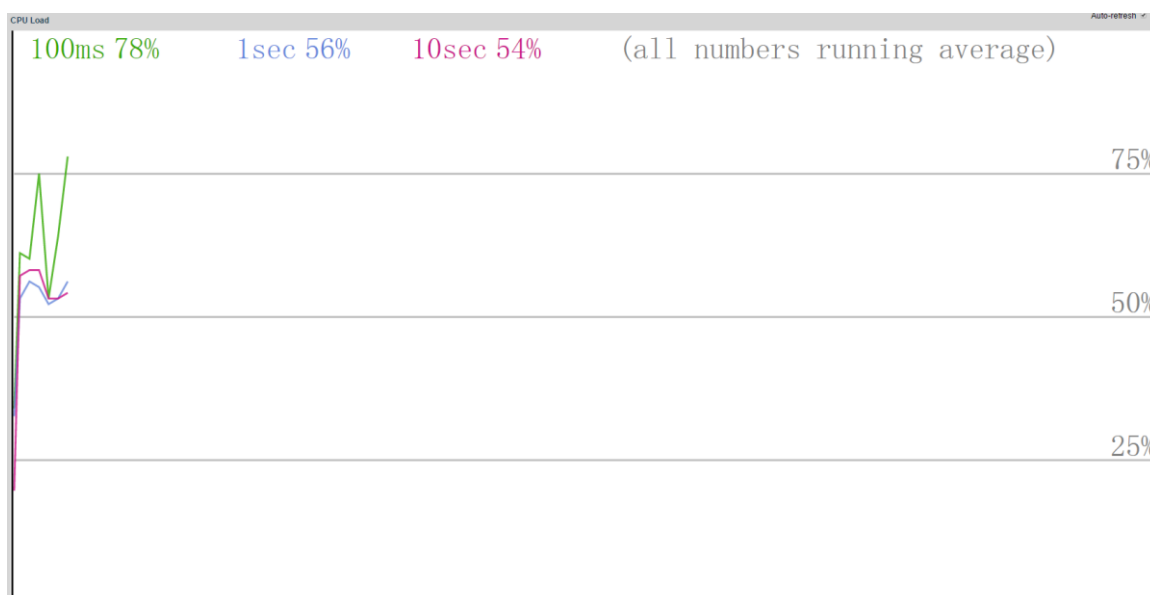 CPU Load
Auto-refresh ✓
100ms 78% 1sec 56% 10sec 54% (all numbers running average)
75%
50%
25%